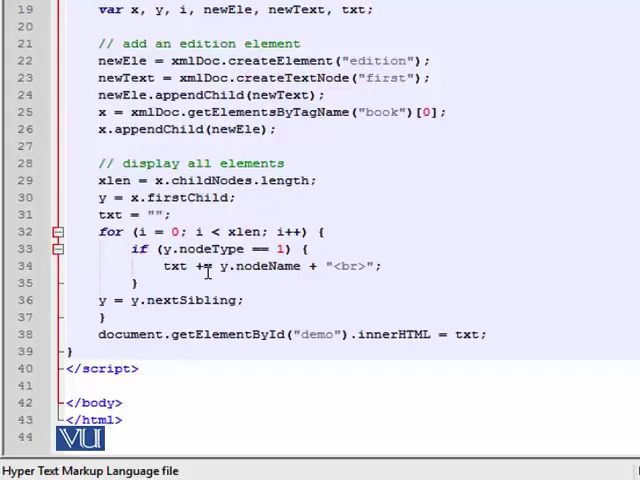 19 var x, y, i, newEle, newText, txt;
20
21 // add an edition element
22 newEle = xmlDoc.createElement("edition");
23 newText = xmlDoc.createTextNode("first");
24 newEle.appendChild(newText);
25 x = xmlDoc.getElementsByTagName("book")[0];
26 x.appendChild(newEle);
27
28 // display all elements
29 xlen = x.childNodes.length;
30 y = x.firstChild;
31 txt = "";
32 for (i = 0; i < xlen; i++) {
33 if (y.nodeType == 1) {
34 txt += y.nodeName + "<br>";
35 }
36 y = y.nextSibling;
37 }
38 document.getElementById("demo").innerHTML = txt;
39 }
40 </script>
41
42 </body>
43 </html>
44
VU
Hyper Text Markup Language file